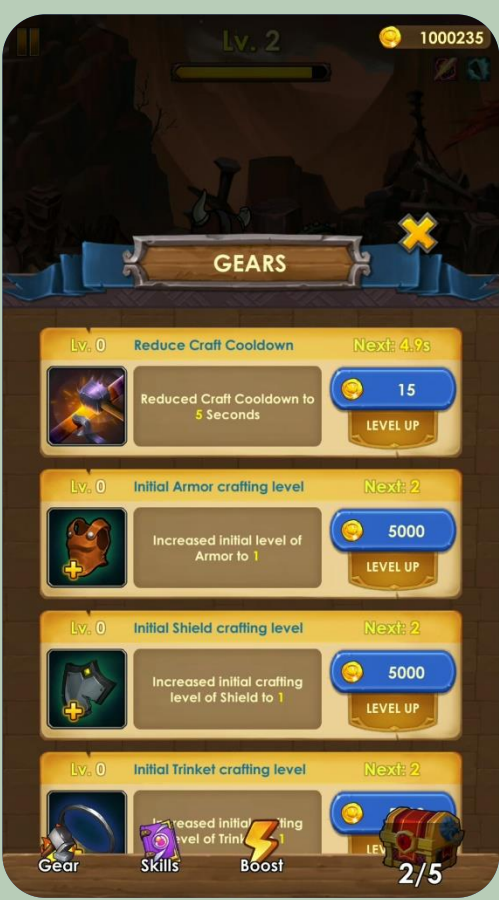 Lv. 2
1000235
GEARS
Lv. 0 Reduce Craft Cooldown Next: 4.9s
Reduced Craft Cooldown to
5 Seconds
15
LEVEL UP
Lv. 0 Initial Armor crafting level Next: 2
Increased initial level of
Armor to 1
5000
LEVEL UP
Lv. 0 Initial Shield crafting level Next: 2
Increased initial crafting
level of Shield to 1
5000
LEVEL UP
Lv. 0 Initial Trinket crafting level Next: 2
1
Gear
Skills
Boost
2/5